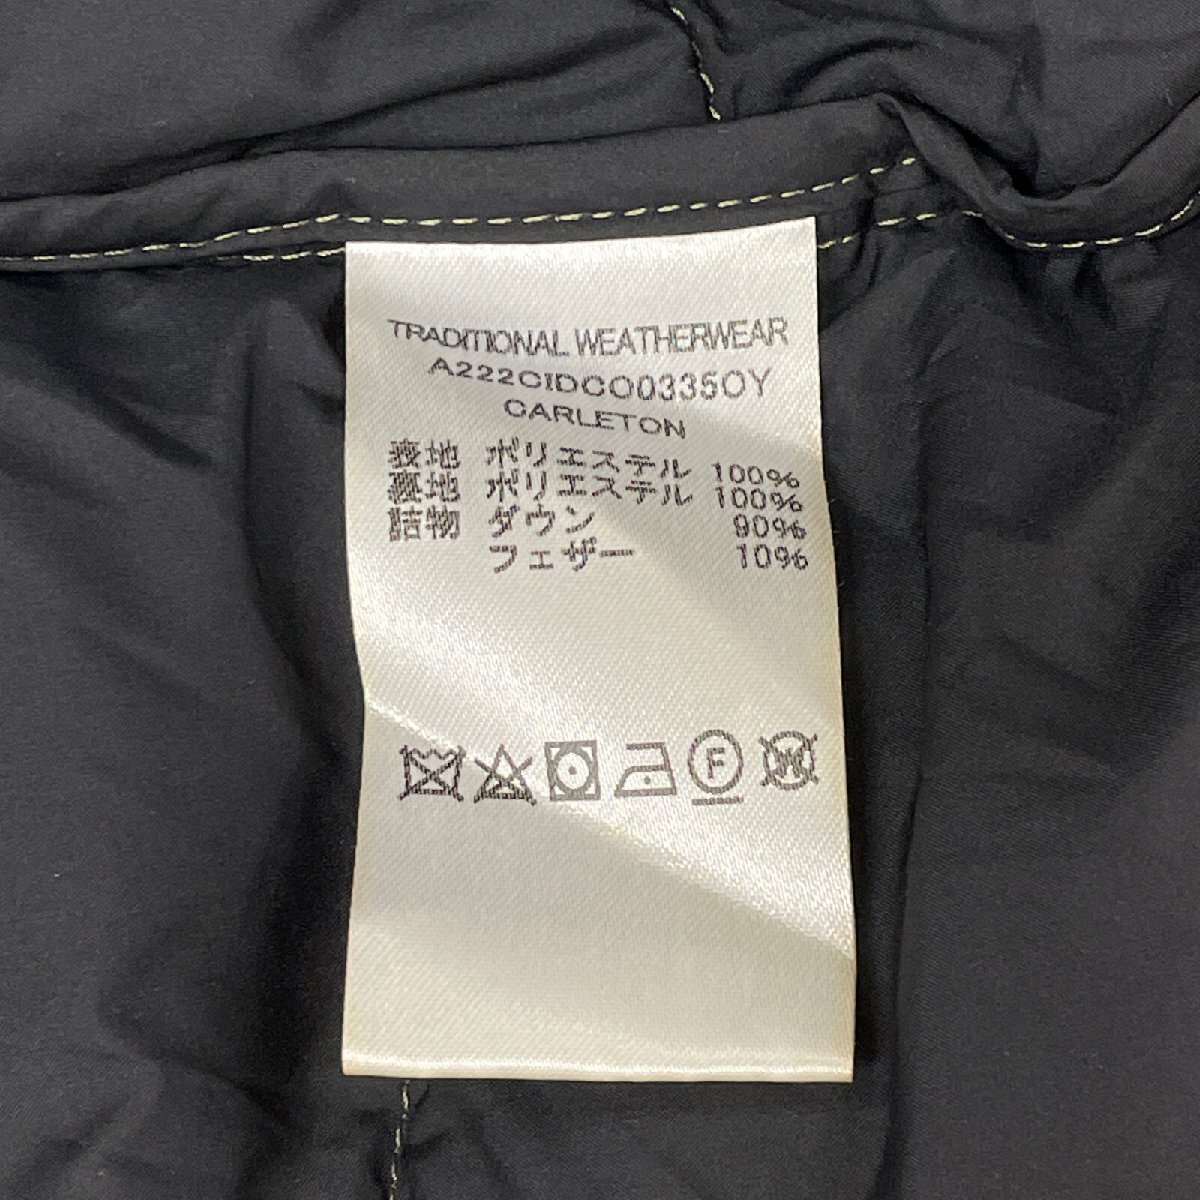 TRADITIONAL WEATHERWEAR
A222CIDCO0335OY
CARLETON
表地 ポリエステル 100%
裏地 ポリエステル 100%
詰物 ダウン 90%
フェザー 10%
F W